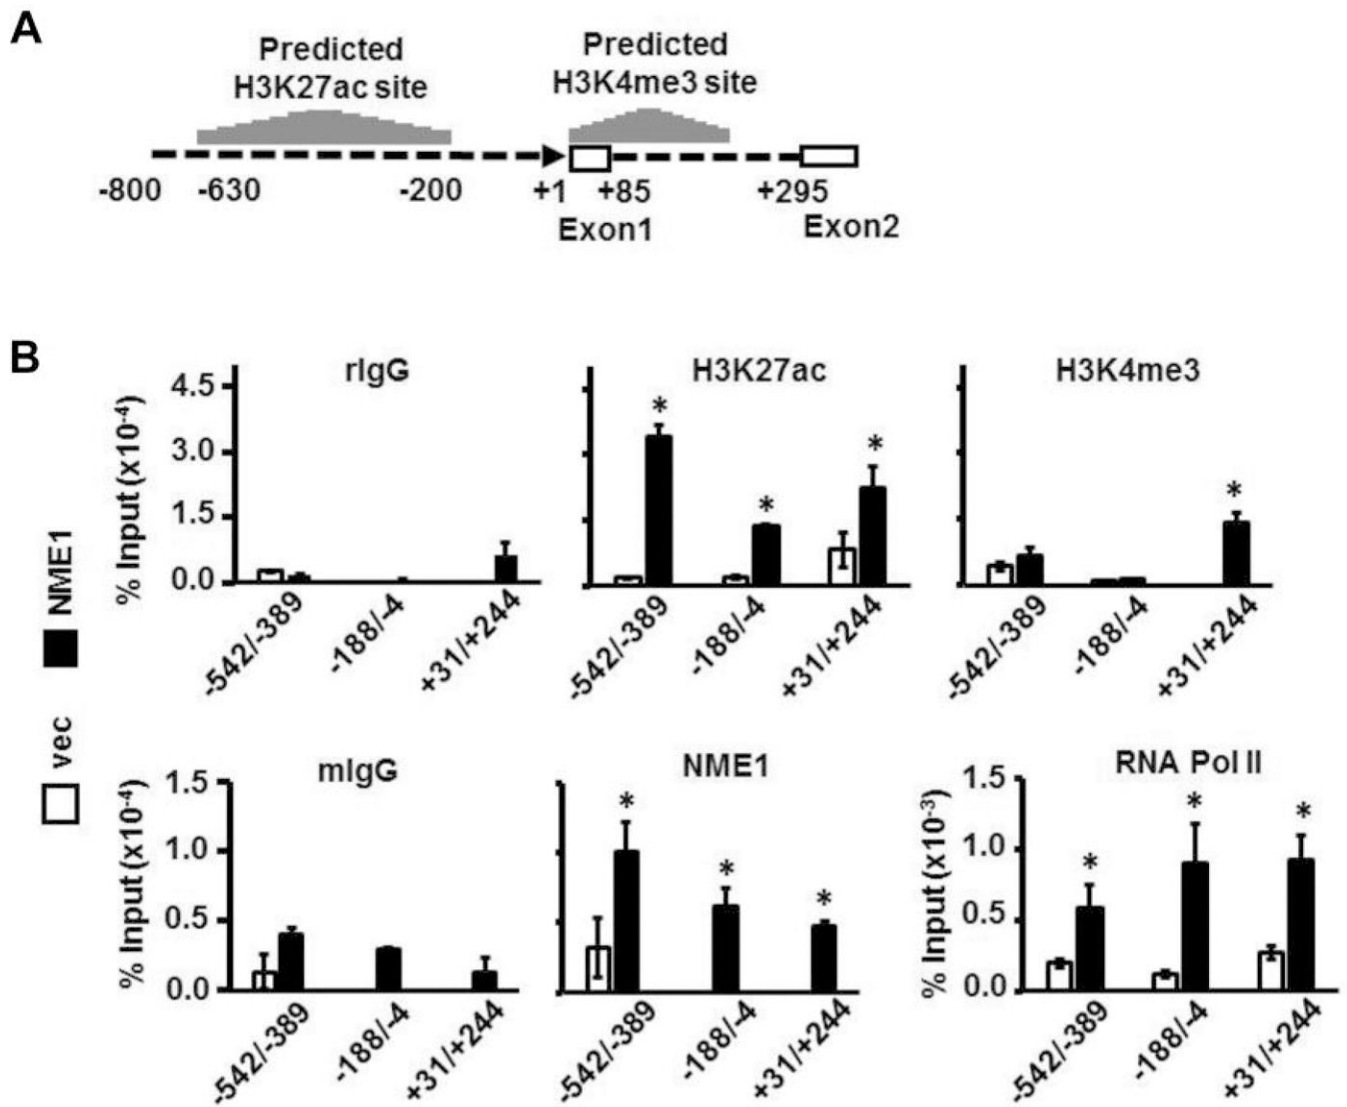 A
Predicted
H3K27ac site
Predicted
H3K4me3 site
-800 -630 -200 +1 +85 +295
Exon1 Exon2
B
vec NME1
rIgG
% Input (x10-4)
4.5
3.0
1.5
0.0
-542/-389 -188/-4 +31/+244
H3K27ac
* * *
-542/-389 -188/-4 +31/+244
H3K4me3
*
-542/-389 -188/-4 +31/+244
mIgG
% Input (x10-4)
1.5
1.0
0.5
0.0
-542/-389 -188/-4 +31/+244
NME1
* * *
-542/-389 -188/-4 +31/+244
RNA Pol II
% Input (x10-3)
1.5
1.0
0.5
0.0
* * *
-542/-389 -188/-4 +31/+244